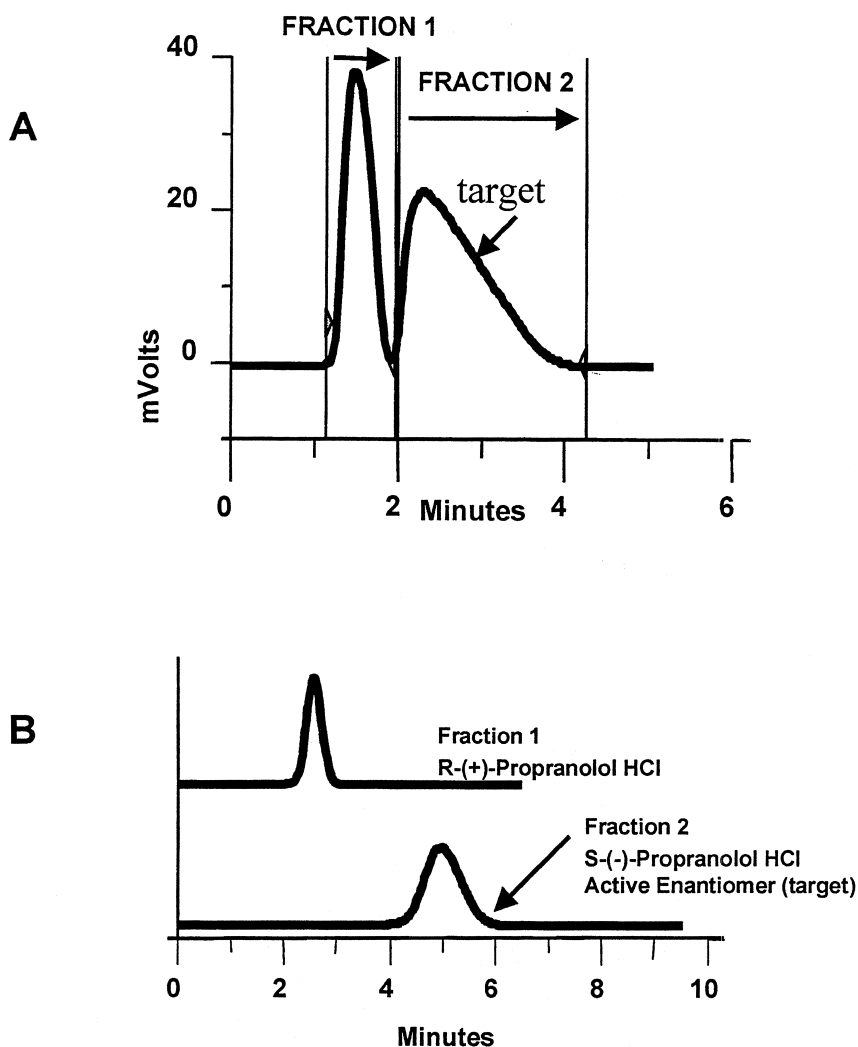 FRACTION 1
40
FRACTION 2
A
target
20
0
mVolts
0
2
Minutes
4
6
B
Fraction 1
R-(+)-Propranolol HCl
Fraction 2
S-(-)-Propranolol HCl
Active Enantiomer (target)
0
2
4
6
8
10
Minutes